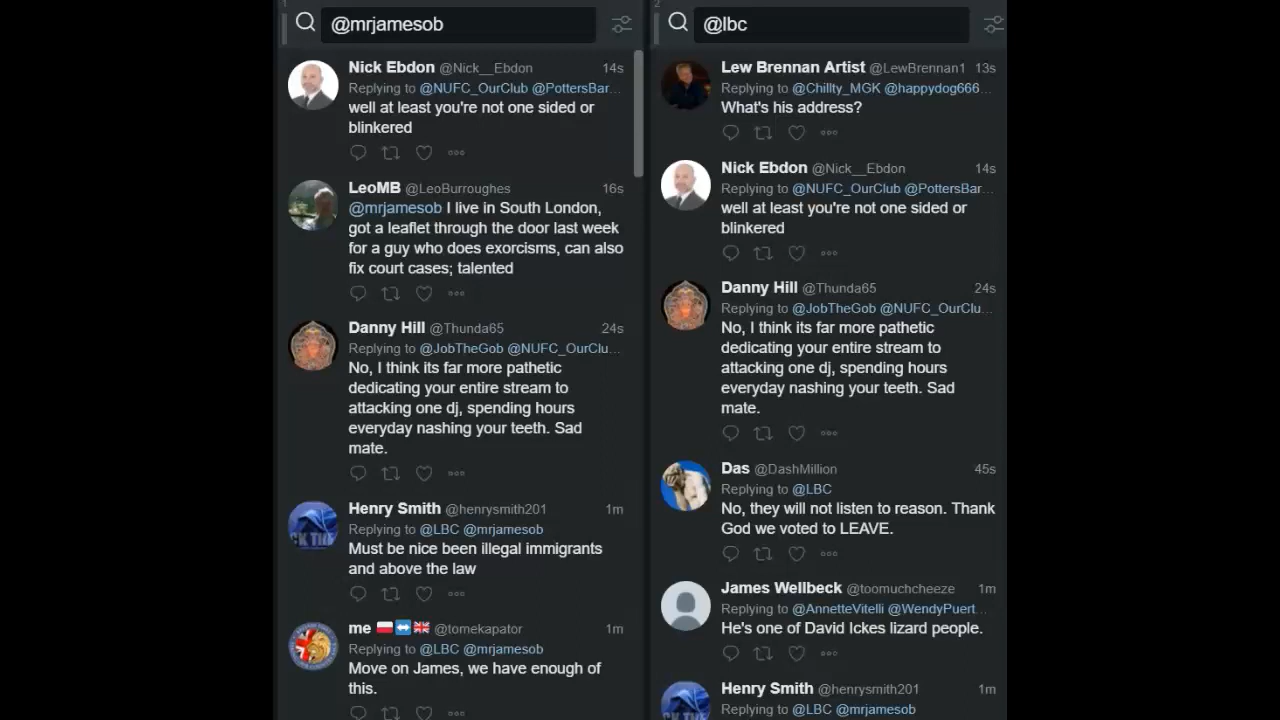 1
@mrjamesob
Nick Ebdon @Nick__Ebdon 14s
Replying to @NUFC_OurClub @PottersBar...
well at least you're not one sided or
blinkered
LeoMB @LeoBurroughes 16s
@mrjamesob I live in South London,
got a leaflet through the door last week
for a guy who does exorcisms, can also
fix court cases; talented
Danny Hill @Thunda65 24s
Replying to @JobTheGob @NUFC_OurClu...
No, I think its far more pathetic
dedicating your entire stream to
attacking one dj, spending hours
everyday nashing your teeth. Sad
mate.
Henry Smith @henrysmith201 1m
Replying to @LBC @mrjamesob
Must be nice been illegal immigrants
and above the law
me @tomekapator 1m
Replying to @LBC @mrjamesob
Move on James, we have enough of
this.
2
@lbc
Lew Brennan Artist @LewBrennan1 13s
Replying to @Chillty_MGK @happydog666...
What's his address?
Nick Ebdon @Nick__Ebdon 14s
Replying to @NUFC_OurClub @PottersBar...
well at least you're not one sided or
blinkered
Danny Hill @Thunda65 24s
Replying to @JobTheGob @NUFC_OurClu...
No, I think its far more pathetic
dedicating your entire stream to
attacking one dj, spending hours
everyday nashing your teeth. Sad
mate.
Das @DashMillion 45s
Replying to @LBC
No, they will not listen to reason. Thank
God we voted to LEAVE.
James Wellbeck @toomuchcheeze 1m
Replying to @AnnetteVitelli @WendyPuert...
He's one of David Ickes lizard people.
Henry Smith @henrysmith201 1m
Replying to @LBC @mrjamesob